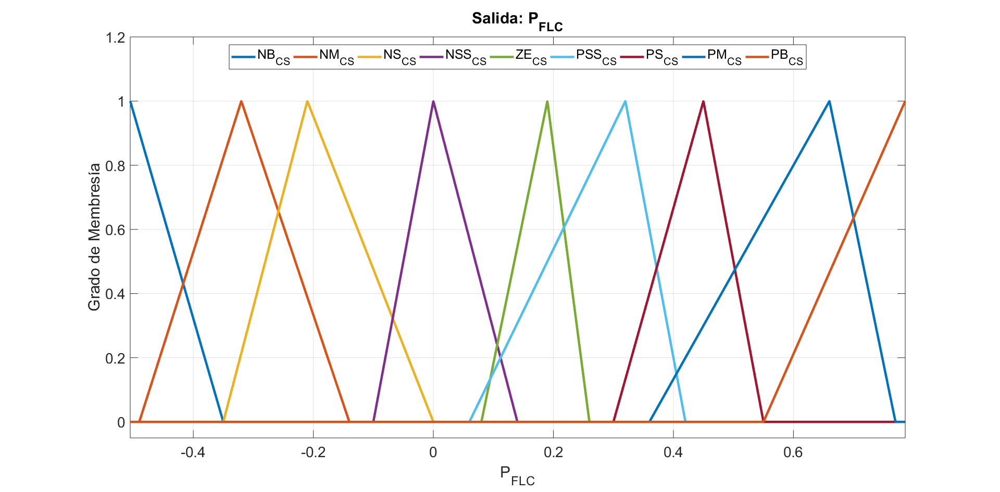 Salida: P_FLC
1.2
NB_CS NM_CS NS_CS NSS_CS ZE_CS PSS_CS PS_CS PM_CS PB_CS
1
0.8
0.6
0.4
0.2
0
Grado de Membresía
-0.4 -0.2 0 0.2 0.4 0.6
P_FLC